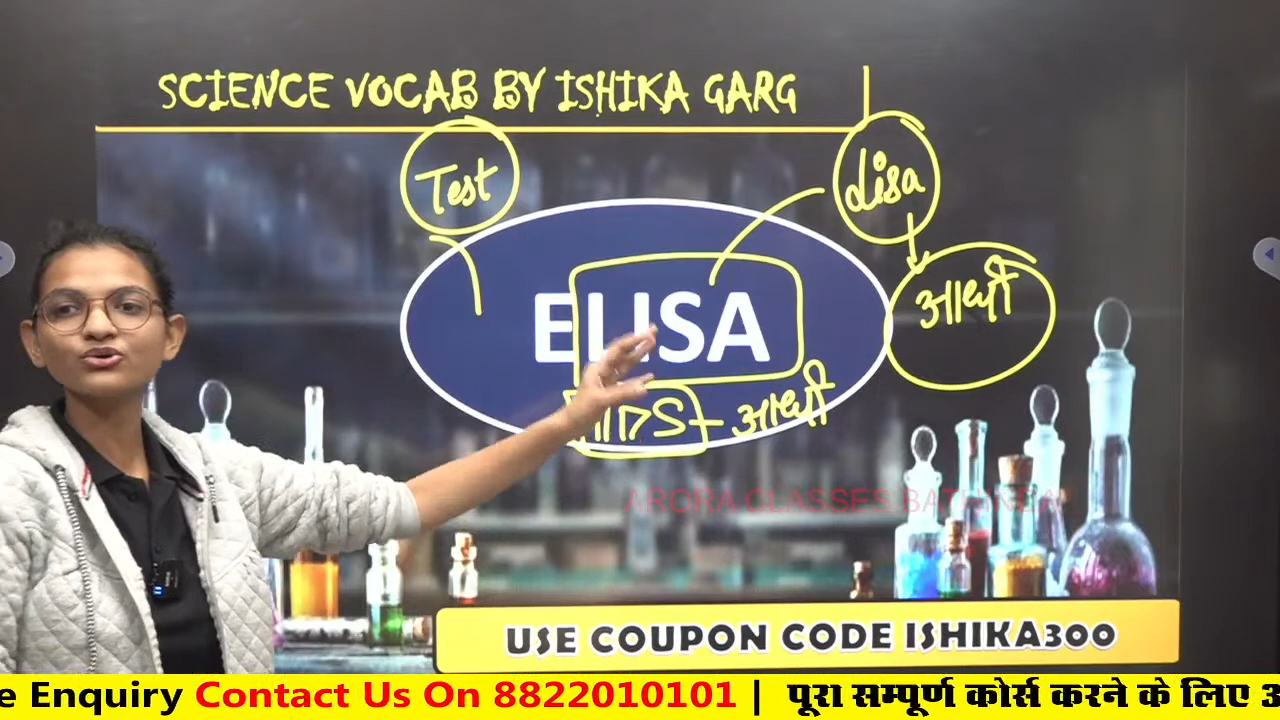 SCIENCE VOCAB BY ISHIKA GARG
Test
Lisa
ELISA
आधी
AIDS - आधी
ARORA CLASSES BATHINDA
USE COUPON CODE ISHIKA300
e Enquiry Contact Us On 8822010101 | पूरा सम्पूर्ण कोर्स करने के लिए